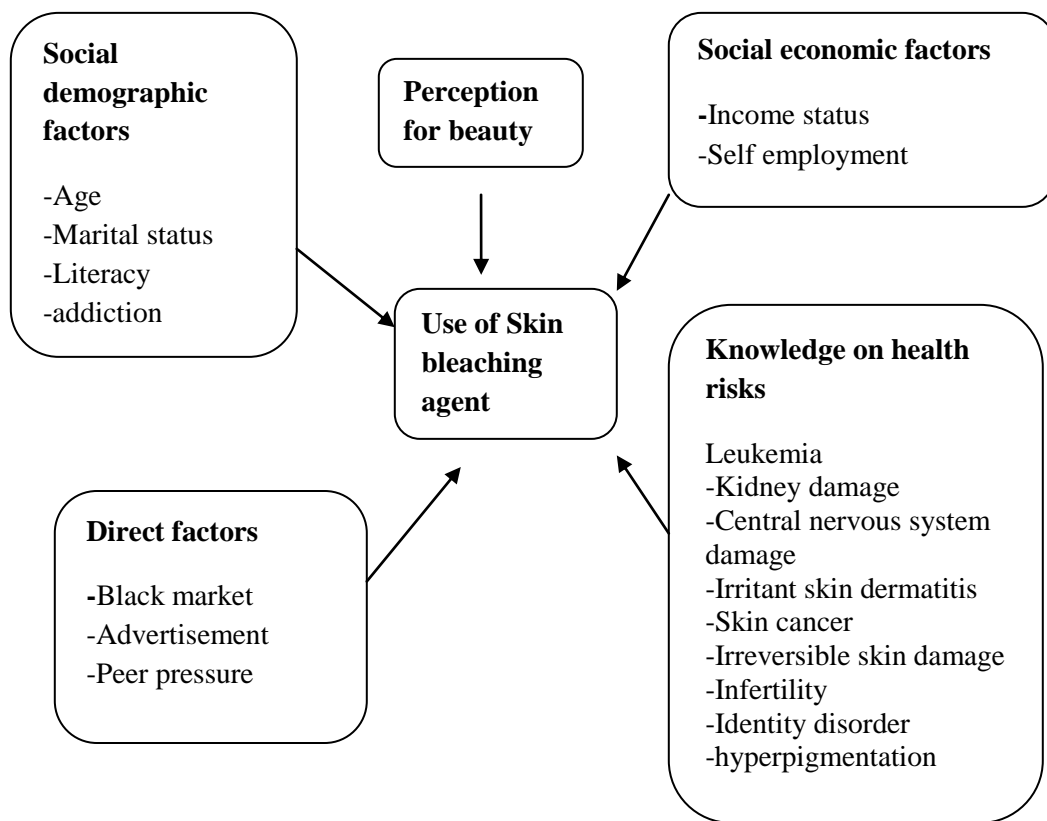 Social
demographic
factors
-Age
-Marital status
-Literacy
-addiction
Perception
for beauty
Social economic factors
-Income status
-Self employment
Use of Skin
bleaching
agent
Direct factors
-Black market
-Advertisement
-Peer pressure
Knowledge on health
risks
Leukemia
-Kidney damage
-Central nervous system
damage
-Irritant skin dermatitis
-Skin cancer
-Irreversible skin damage
-Infertility
-Identity disorder
-hyperpigmentation